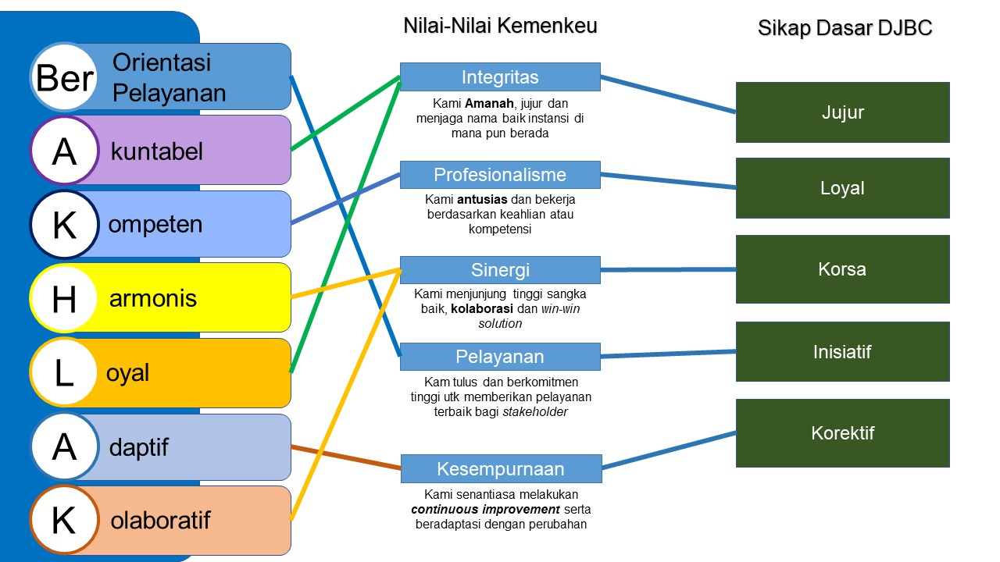 Ber
Orientasi
Pelayanan
A
kuntabel
K
ompeten
H
armonis
L
oyal
A
daptif
K
olaboratif
Nilai-Nilai Kemenkeu
Integritas
Kami Amanah, jujur dan
menjaga nama baik instansi di
mana pun berada
Profesionalisme
Kami antusias dan bekerja
berdasarkan keahlian atau
kompetensi
Sinergi
Kami menjunjung tinggi sangka
baik, kolaborasi dan win-win
solution
Pelayanan
Kam tulus dan berkomitmen
tinggi utk memberikan pelayanan
terbaik bagi stakeholder
Kesempurnaan
Kami senantiasa melakukan
continuous improvement serta
beradaptasi dengan perubahan
Sikap Dasar DJBC
Jujur
Loyal
Korsa
Inisiatif
Korektif